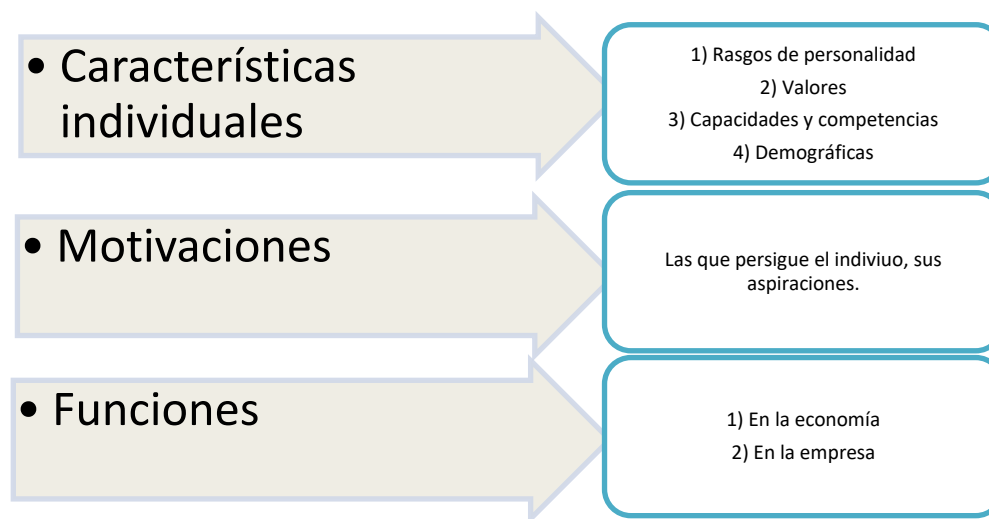 • Características
individuales
1) Rasgos de personalidad
2) Valores
3) Capacidades y competencias
4) Demográficas
• Motivaciones
Las que persigue el indiviuo, sus
aspiraciones.
• Funciones
1) En la economía
2) En la empresa